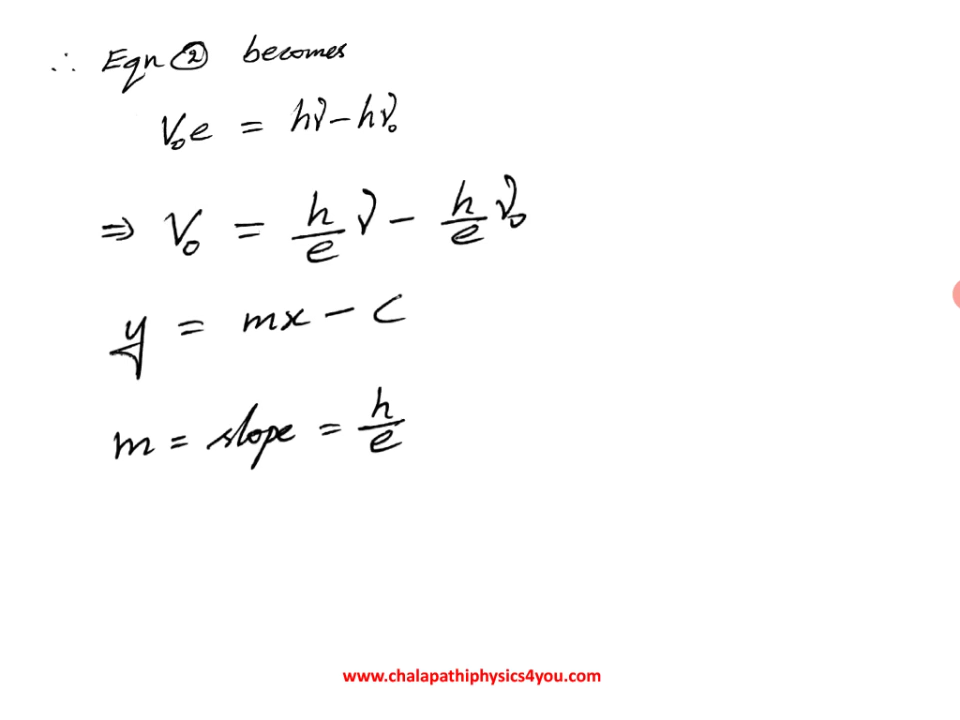 ∴ Eqn ② becomes
V₀e = hν − hν₀
⇒ V₀ = h/e ν − h/e ν₀
y = mx − c
m = slope = h/e
www.chalapathiphysics4you.com